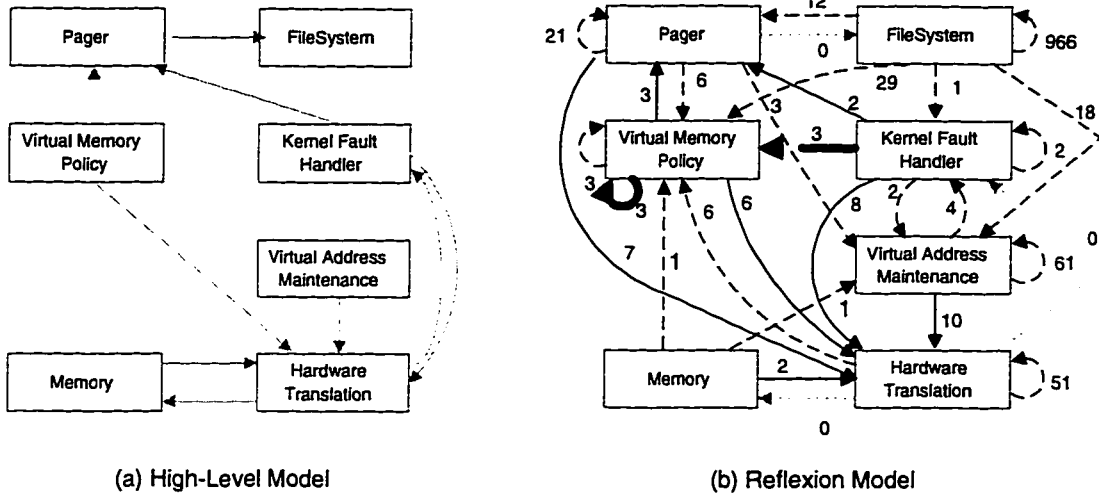 Pager
FileSystem
Virtual Memory
Policy
Kernel Fault
Handler
Virtual Address
Maintenance
Memory
Hardware
Translation
(a) High-Level Model
12
21
Pager
0
FileSystem
966
3
6
3
29
2
1
18
Virtual Memory
Policy
3
Kernel Fault
Handler
2
3
3
6
6
8
2
4
0
7
1
Virtual Address
Maintenance
61
1
10
Memory
2
Hardware
Translation
51
0
(b) Reflexion Model